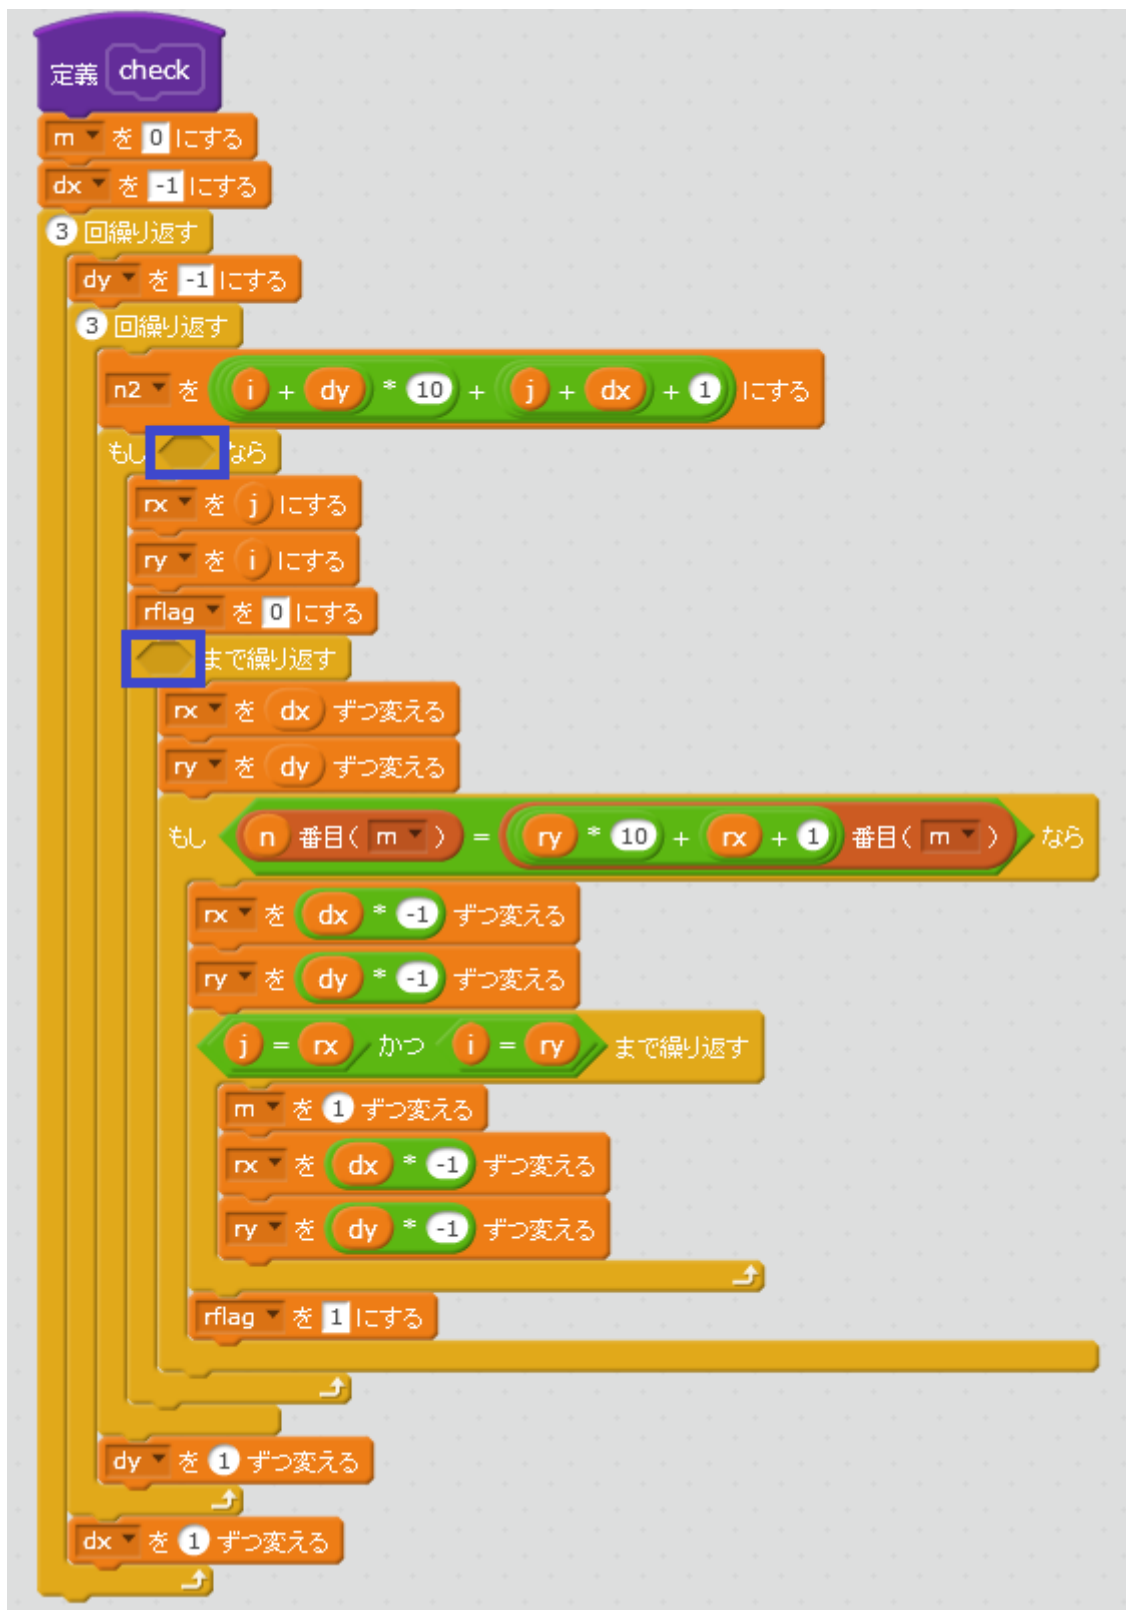 定義 check
m を 0 にする
dx を -1 にする
3 回繰り返す
dy を -1 にする
3 回繰り返す
n2 を i + dy * 10 + j + dx + 1 にする
もし なら
rx を j にする
ry を i にする
rflag を 0 にする
まで繰り返す
rx を dx ずつ変える
ry を dy ずつ変える
もし n 番目( m ) = ry * 10 + rx + 1 番目( m ) なら
rx を dx * -1 ずつ変える
ry を dy * -1 ずつ変える
j = rx かつ i = ry まで繰り返す
m を 1 ずつ変える
rx を dx * -1 ずつ変える
ry を dy * -1 ずつ変える
rflag を 1 にする
dy を 1 ずつ変える
dx を 1 ずつ変える